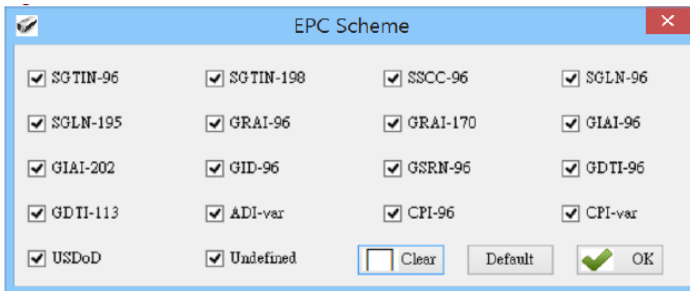 EPC Scheme
SGTIN-96 SGTIN-198 SSCC-96 SGLN-96
SGLN-195 GRAI-96 GRAI-170 GIAI-96
GIAI-202 GID-96 GSRN-96 GDTI-96
GDTI-113 ADI-var CPI-96 CPI-var
USDoD Undefined Clear Default OK